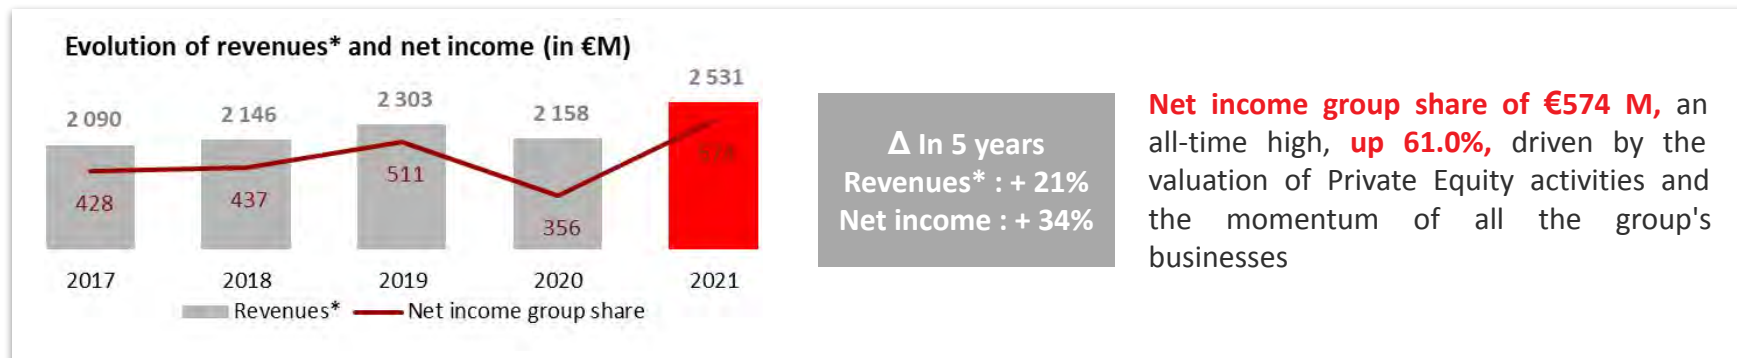 Evolution of revenues* and net income (in €M)
2 090
2 146
2 303
2 158
2 531
428
437
511
356
574
2017
2018
2019
2020
2021
Revenues*
Net income group share
Δ In 5 years
Revenues* : + 21%
Net income : + 34%
Net income group share of €574 M, an
all-time high, up 61.0%, driven by the
valuation of Private Equity activities and
the momentum of all the group's
businesses